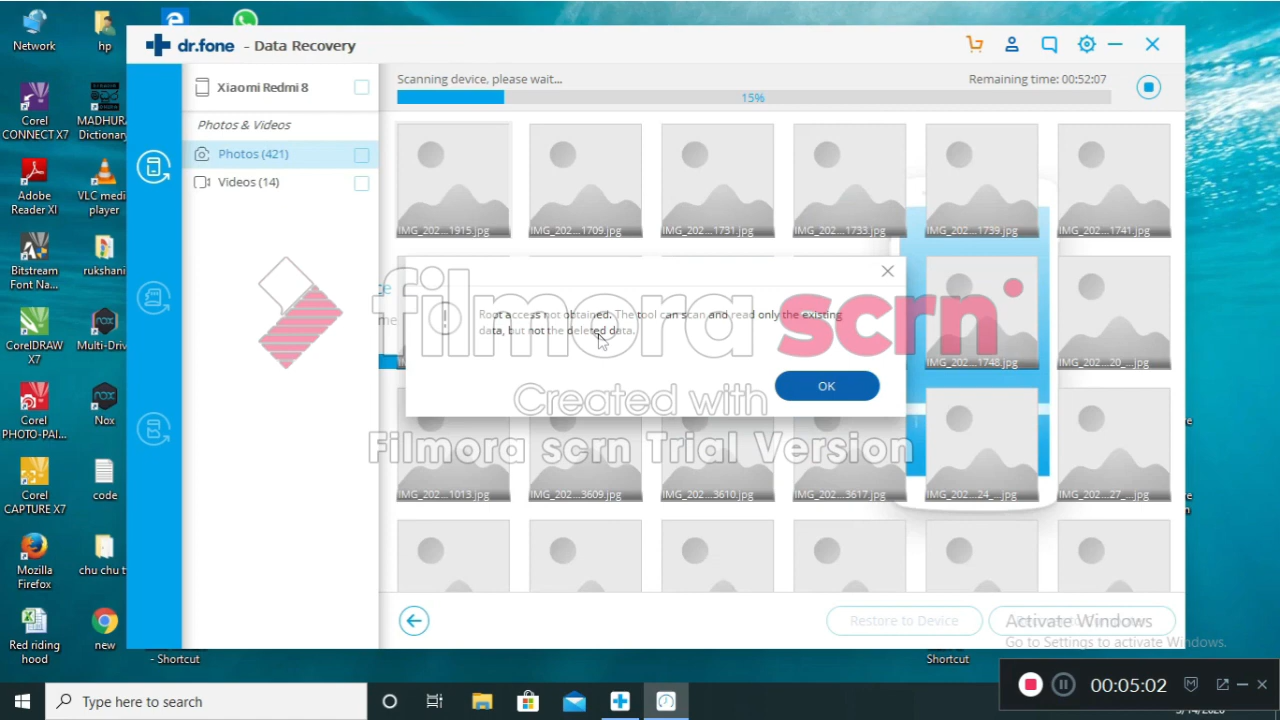 Network
hp
dr.fone - Data Recovery
Xiaomi Redmi 8
Scanning device, please wait...
Remaining time: 00:52:07
15%
Photos & Videos
Photos (421)
Videos (14)
Corel
CONNECT X7
MADHURA
Dictionary
Adobe
Reader XI
VLC medi
player
Bitstream
Font Na...
rukshani
CorelDRAW
X7
Multi-Driv
Corel
PHOTO-PAI...
Nox
Corel
CAPTURE X7
code
Mozilla
Firefox
chu chu t
Red riding
hood
new
- Shortcut
Shortcut
IMG_202...1915.jpg
IMG_202...1709.jpg
IMG_202...1731.jpg
IMG_202...1733.jpg
IMG_202...1739.jpg
IMG_202...1741.jpg
Root access not obtained. The tool can scan and read only the existing
data, but not the deleted data.
OK
filmora scrn
Created with
Filmora scrn Trial Version
IMG_202...1748.jpg
IMG_202...20_...jpg
IMG_202...1013.jpg
IMG_202...3609.jpg
IMG_202...3610.jpg
IMG_202...3617.jpg
IMG_202...24_...jpg
IMG_202...27_...jpg
Restore to Device
Activate Windows
Go to Settings to activate Windows.
Type here to search
00:05:02